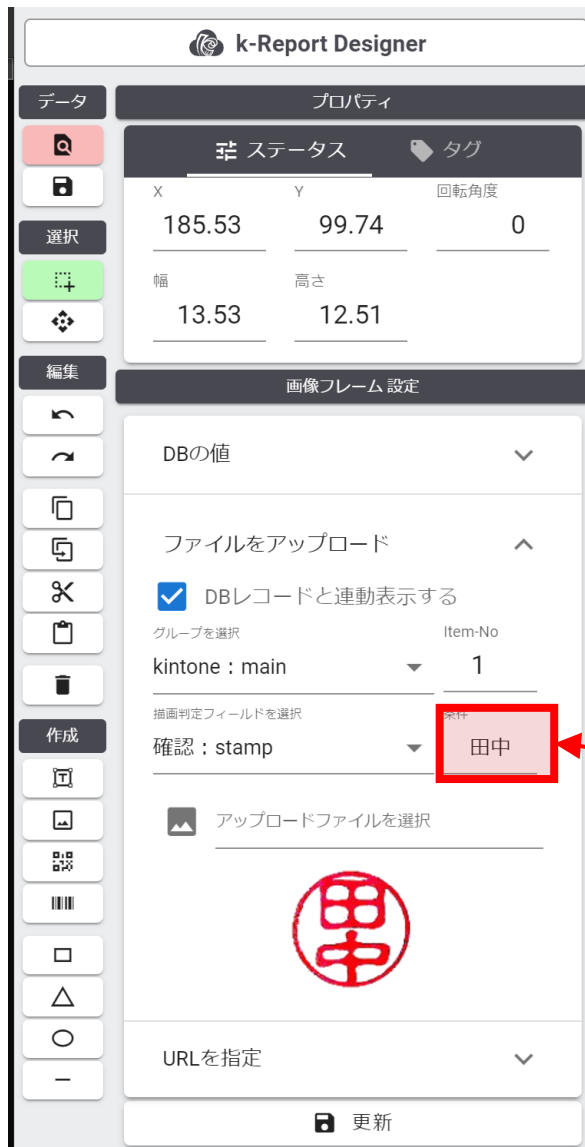 k-Report Designer
データ
プロパティ
ステータス タグ
X Y 回転角度
185.53 99.74 0
選択
幅 高さ
13.53 12.51
編集
画像フレーム 設定
DBの値
ファイルをアップロード
DBレコードと連動表示する
グループを選択 Item-No
kintone：main 1
描画判定フィールドを選択 条件
作成
確認：stamp 田中
アップロードファイルを選択
田中
URLを指定
更新